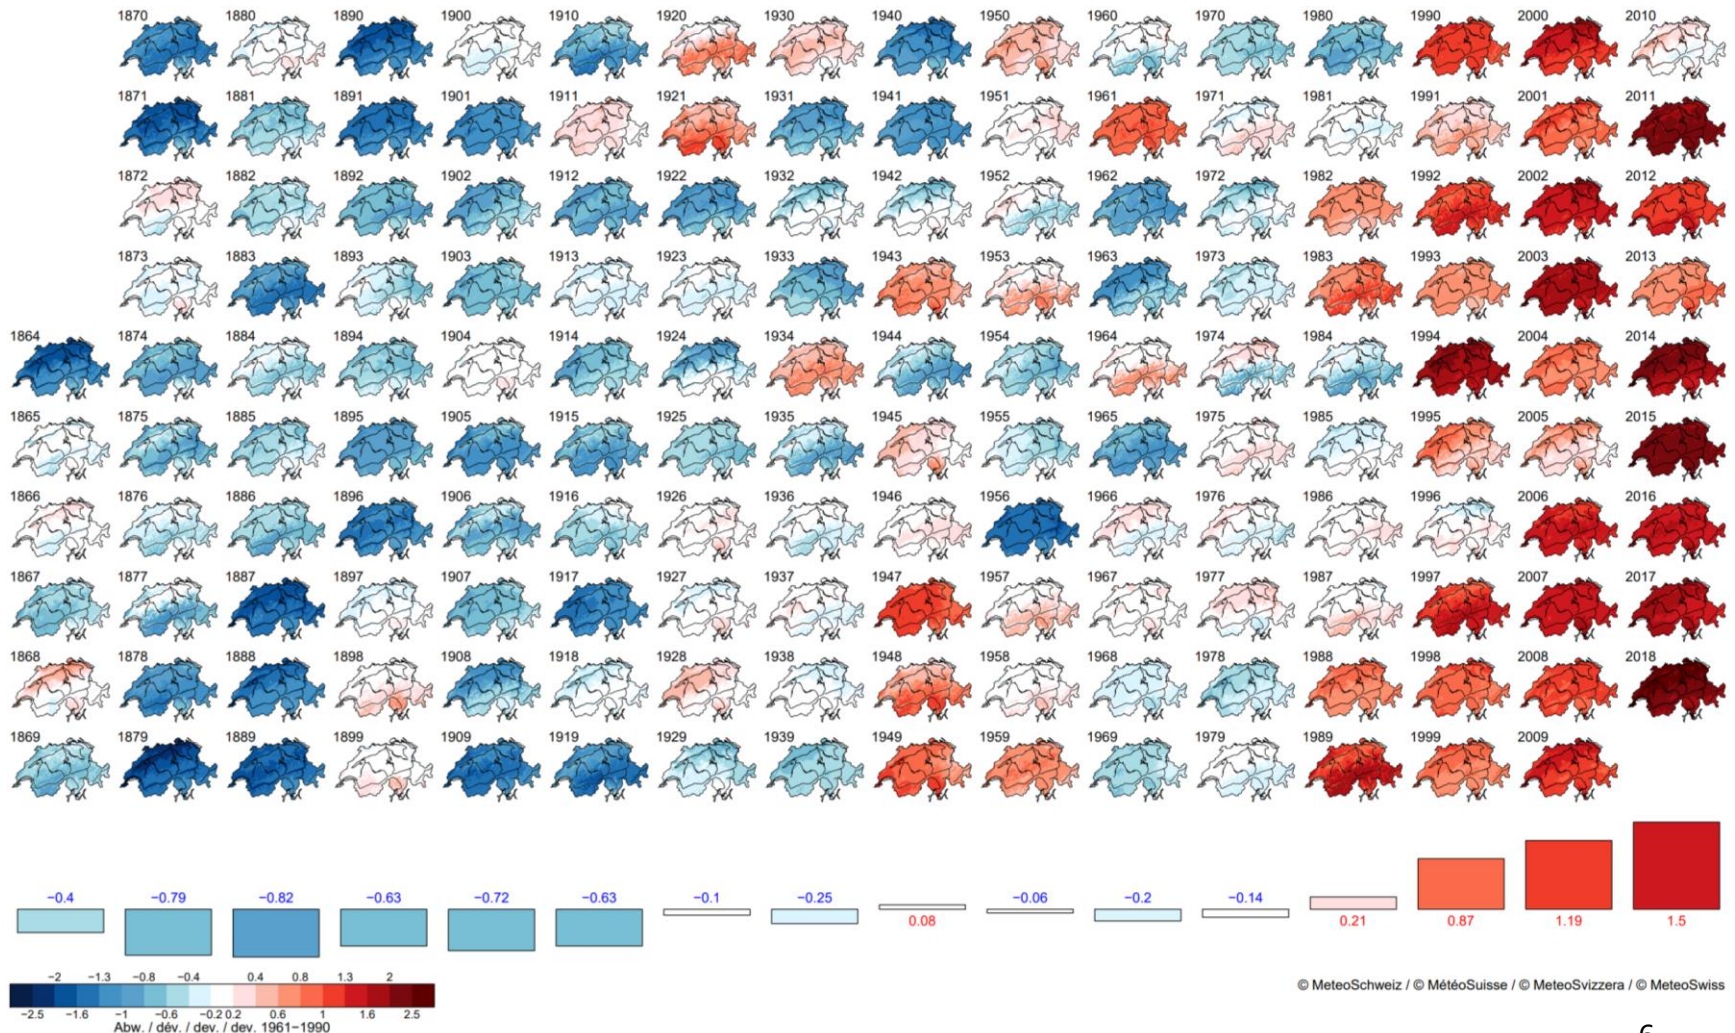 1870 1880 1890 1900 1910 1920 1930 1940 1950 1960 1970 1980 1990 2000 2010
1871 1881 1891 1901 1911 1921 1931 1941 1951 1961 1971 1981 1991 2001 2011
1872 1882 1892 1902 1912 1922 1932 1942 1952 1962 1972 1982 1992 2002 2012
1873 1883 1893 1903 1913 1923 1933 1943 1953 1963 1973 1983 1993 2003 2013
1864 1874 1884 1894 1904 1914 1924 1934 1944 1954 1964 1974 1984 1994 2004 2014
1865 1875 1885 1895 1905 1915 1925 1935 1945 1955 1965 1975 1985 1995 2005 2015
1866 1876 1886 1896 1906 1916 1926 1936 1946 1956 1966 1976 1986 1996 2006 2016
1867 1877 1887 1897 1907 1917 1927 1937 1947 1957 1967 1977 1987 1997 2007 2017
1868 1878 1888 1898 1908 1918 1928 1938 1948 1958 1968 1978 1988 1998 2008 2018
1869 1879 1889 1899 1909 1919 1929 1939 1949 1959 1969 1979 1989 1999 2009
−0.4 −0.79 −0.82 −0.63 −0.72 −0.63 −0.1 −0.25 −0.06 −0.2 −0.14
0.08 0.21 0.87 1.19 1.5
−2 −1.3 −0.8 −0.4 0.4 0.8 1.3 2
© MeteoSchweiz / © MétéoSuisse / © MeteoSvizzera / © MeteoSwiss
−2.5 −1.6 −1 −0.6 −0.2 0.2 0.6 1 1.6 2.5
Abw. / dév. / dev. / dev. 1961−1990
6